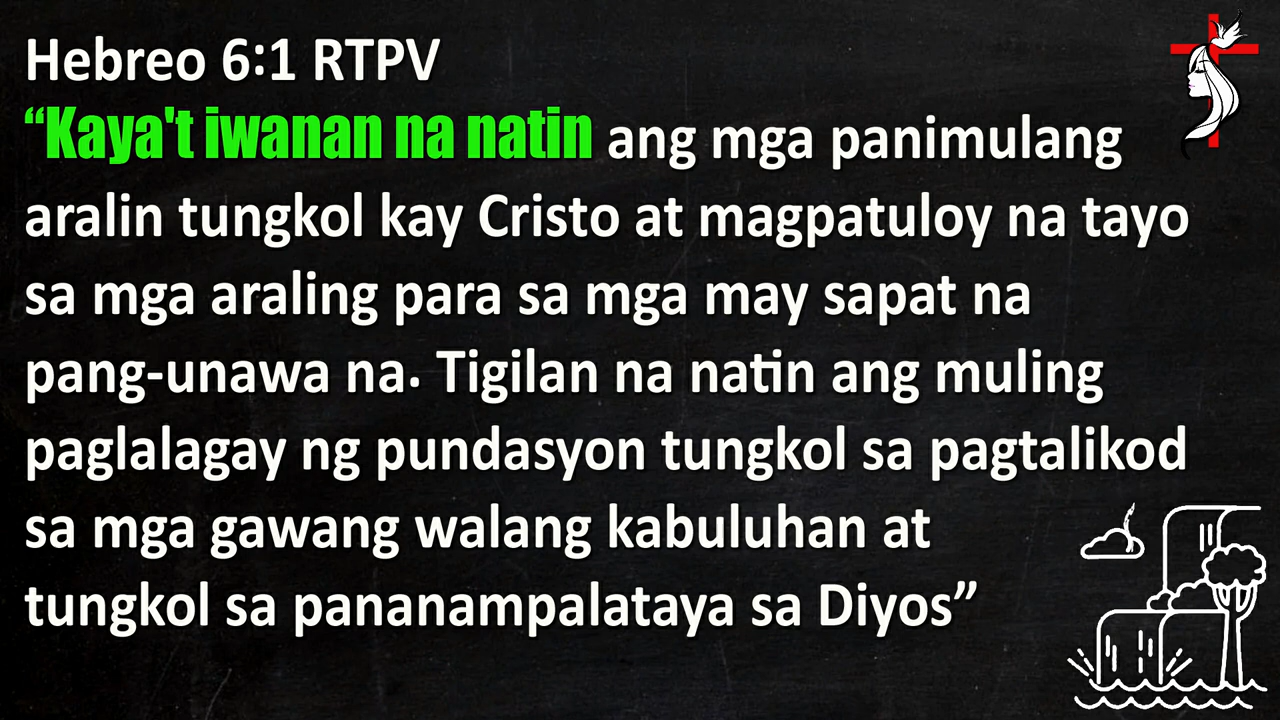 Hebreo 6:1 RTPV
“Kaya't iwanan na natin ang mga panimulang
aralin tungkol kay Cristo at magpatuloy na tayo
sa mga araling para sa mga may sapat na
pang-unawa na. Tigilan na natin ang muling
paglalagay ng pundasyon tungkol sa pagtalikod
sa mga gawang walang kabuluhan at
tungkol sa pananampalataya sa Diyos”